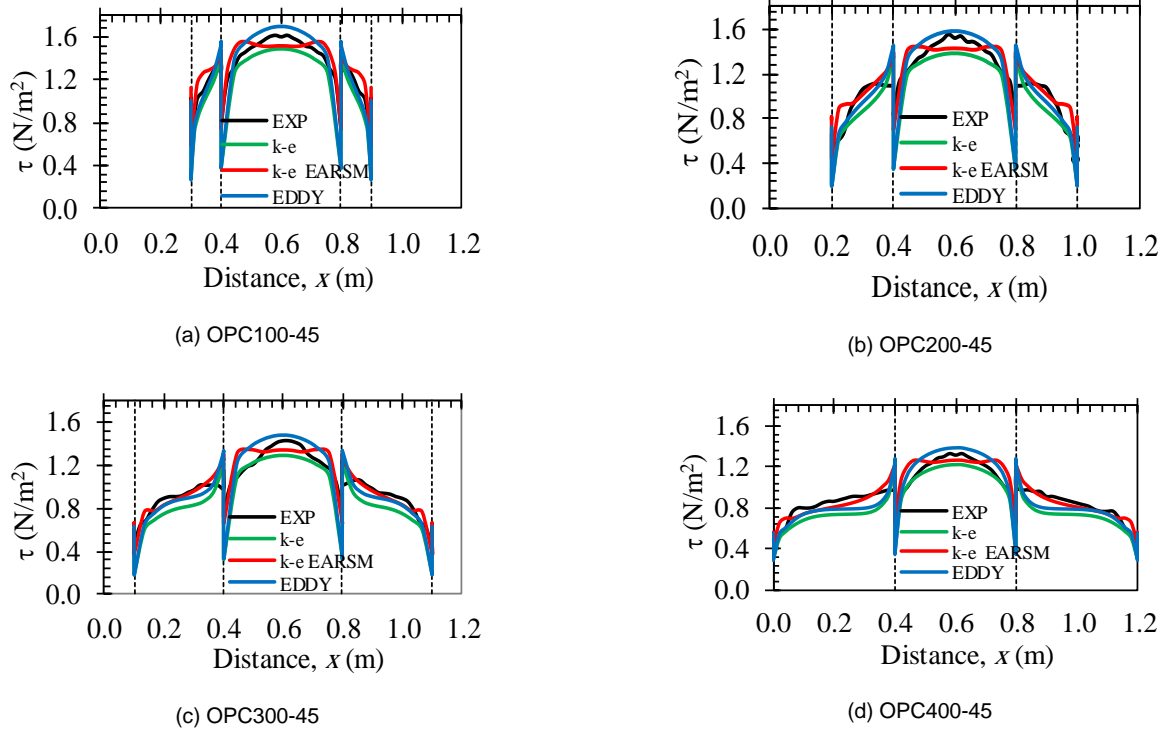 1.6
1.2
0.8
0.4
0.0
τ (N/m²)
EXP
k-e
k-e EARSM
EDDY
0.0 0.2 0.4 0.6 0.8 1.0 1.2
Distance, x (m)
(a) OPC100-45
1.6
1.2
0.8
0.4
0.0
τ (N/m²)
EXP
k-e
k-e EARSM
EDDY
0.0 0.2 0.4 0.6 0.8 1.0 1.2
Distance, x (m)
(b) OPC200-45
1.6
1.2
0.8
0.4
0.0
τ (N/m²)
EXP
k-e
k-e EARSM
EDDY
0.0 0.2 0.4 0.6 0.8 1.0 1.2
Distance, x (m)
(c) OPC300-45
1.6
1.2
0.8
0.4
0.0
τ (N/m²)
EXP
k-e
k-e EARSM
EDDY
0.0 0.2 0.4 0.6 0.8 1.0 1.2
Distance, x (m)
(d) OPC400-45